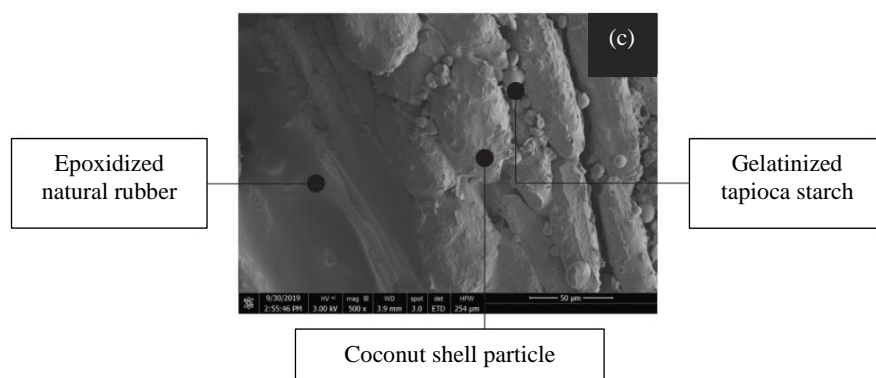 (c)
Epoxidized
natural rubber
Gelatinized
tapioca starch
9/30/2019 HV mag WD spot det HFW
2:55:46 PM 3.00 kV 500 x 3.9 mm 3.0 ETD 254 µm
50 µm
Coconut shell particle